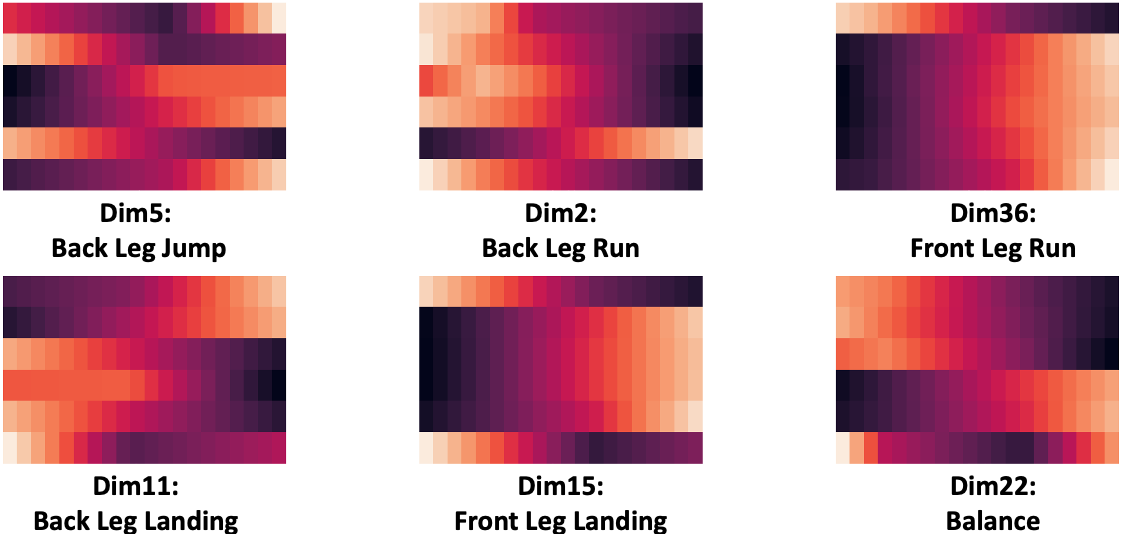 Dim5:
Back Leg Jump
Dim2:
Back Leg Run
Dim36:
Front Leg Run
Dim11:
Back Leg Landing
Dim15:
Front Leg Landing
Dim22:
Balance